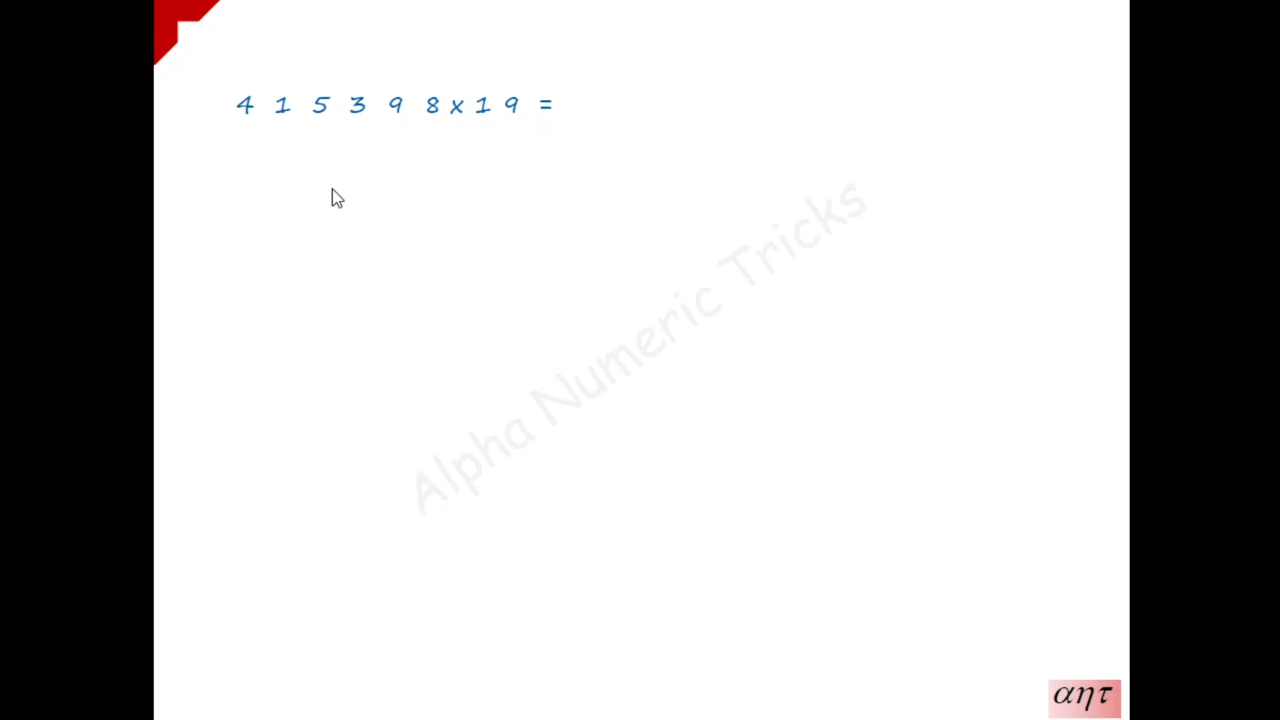 4 1 5 3 9 8 x 1 9 =
Alpha Numeric Tricks
αητ